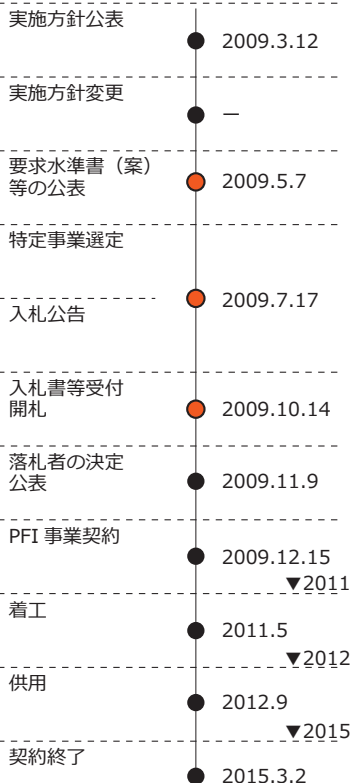 実施方針公表
2009.3.12
実施方針変更
—
要求水準書（案）
等の公表
2009.5.7
特定事業選定
2009.7.17
入札公告
入札書等受付
開札
2009.10.14
落札者の決定
公表
2009.11.9
PFI 事業契約
2009.12.15
▼2011
着工
2011.5
▼2012
供用
2012.9
▼2015
契約終了
2015.3.2